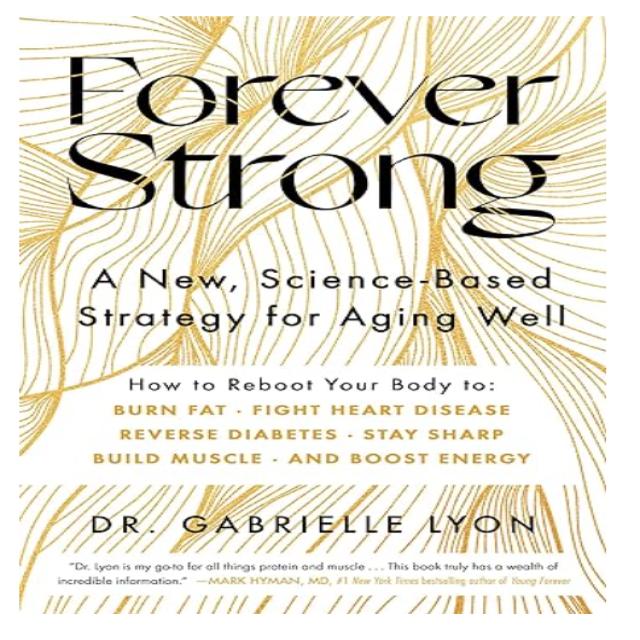 Forever
Strong
A New, Science-Based
Strategy for Aging Well
How to Reboot Your Body to:
BURN FAT · FIGHT HEART DISEASE
REVERSE DIABETES · STAY SHARP
BUILD MUSCLE · AND BOOST ENERGY
DR. GABRIELLE LYON
"Dr. Lyon is my go-to for all things protein and muscle . . . This book truly has a wealth of
incredible information." —MARK HYMAN, MD, #1 New York Times bestselling author of Young Forever